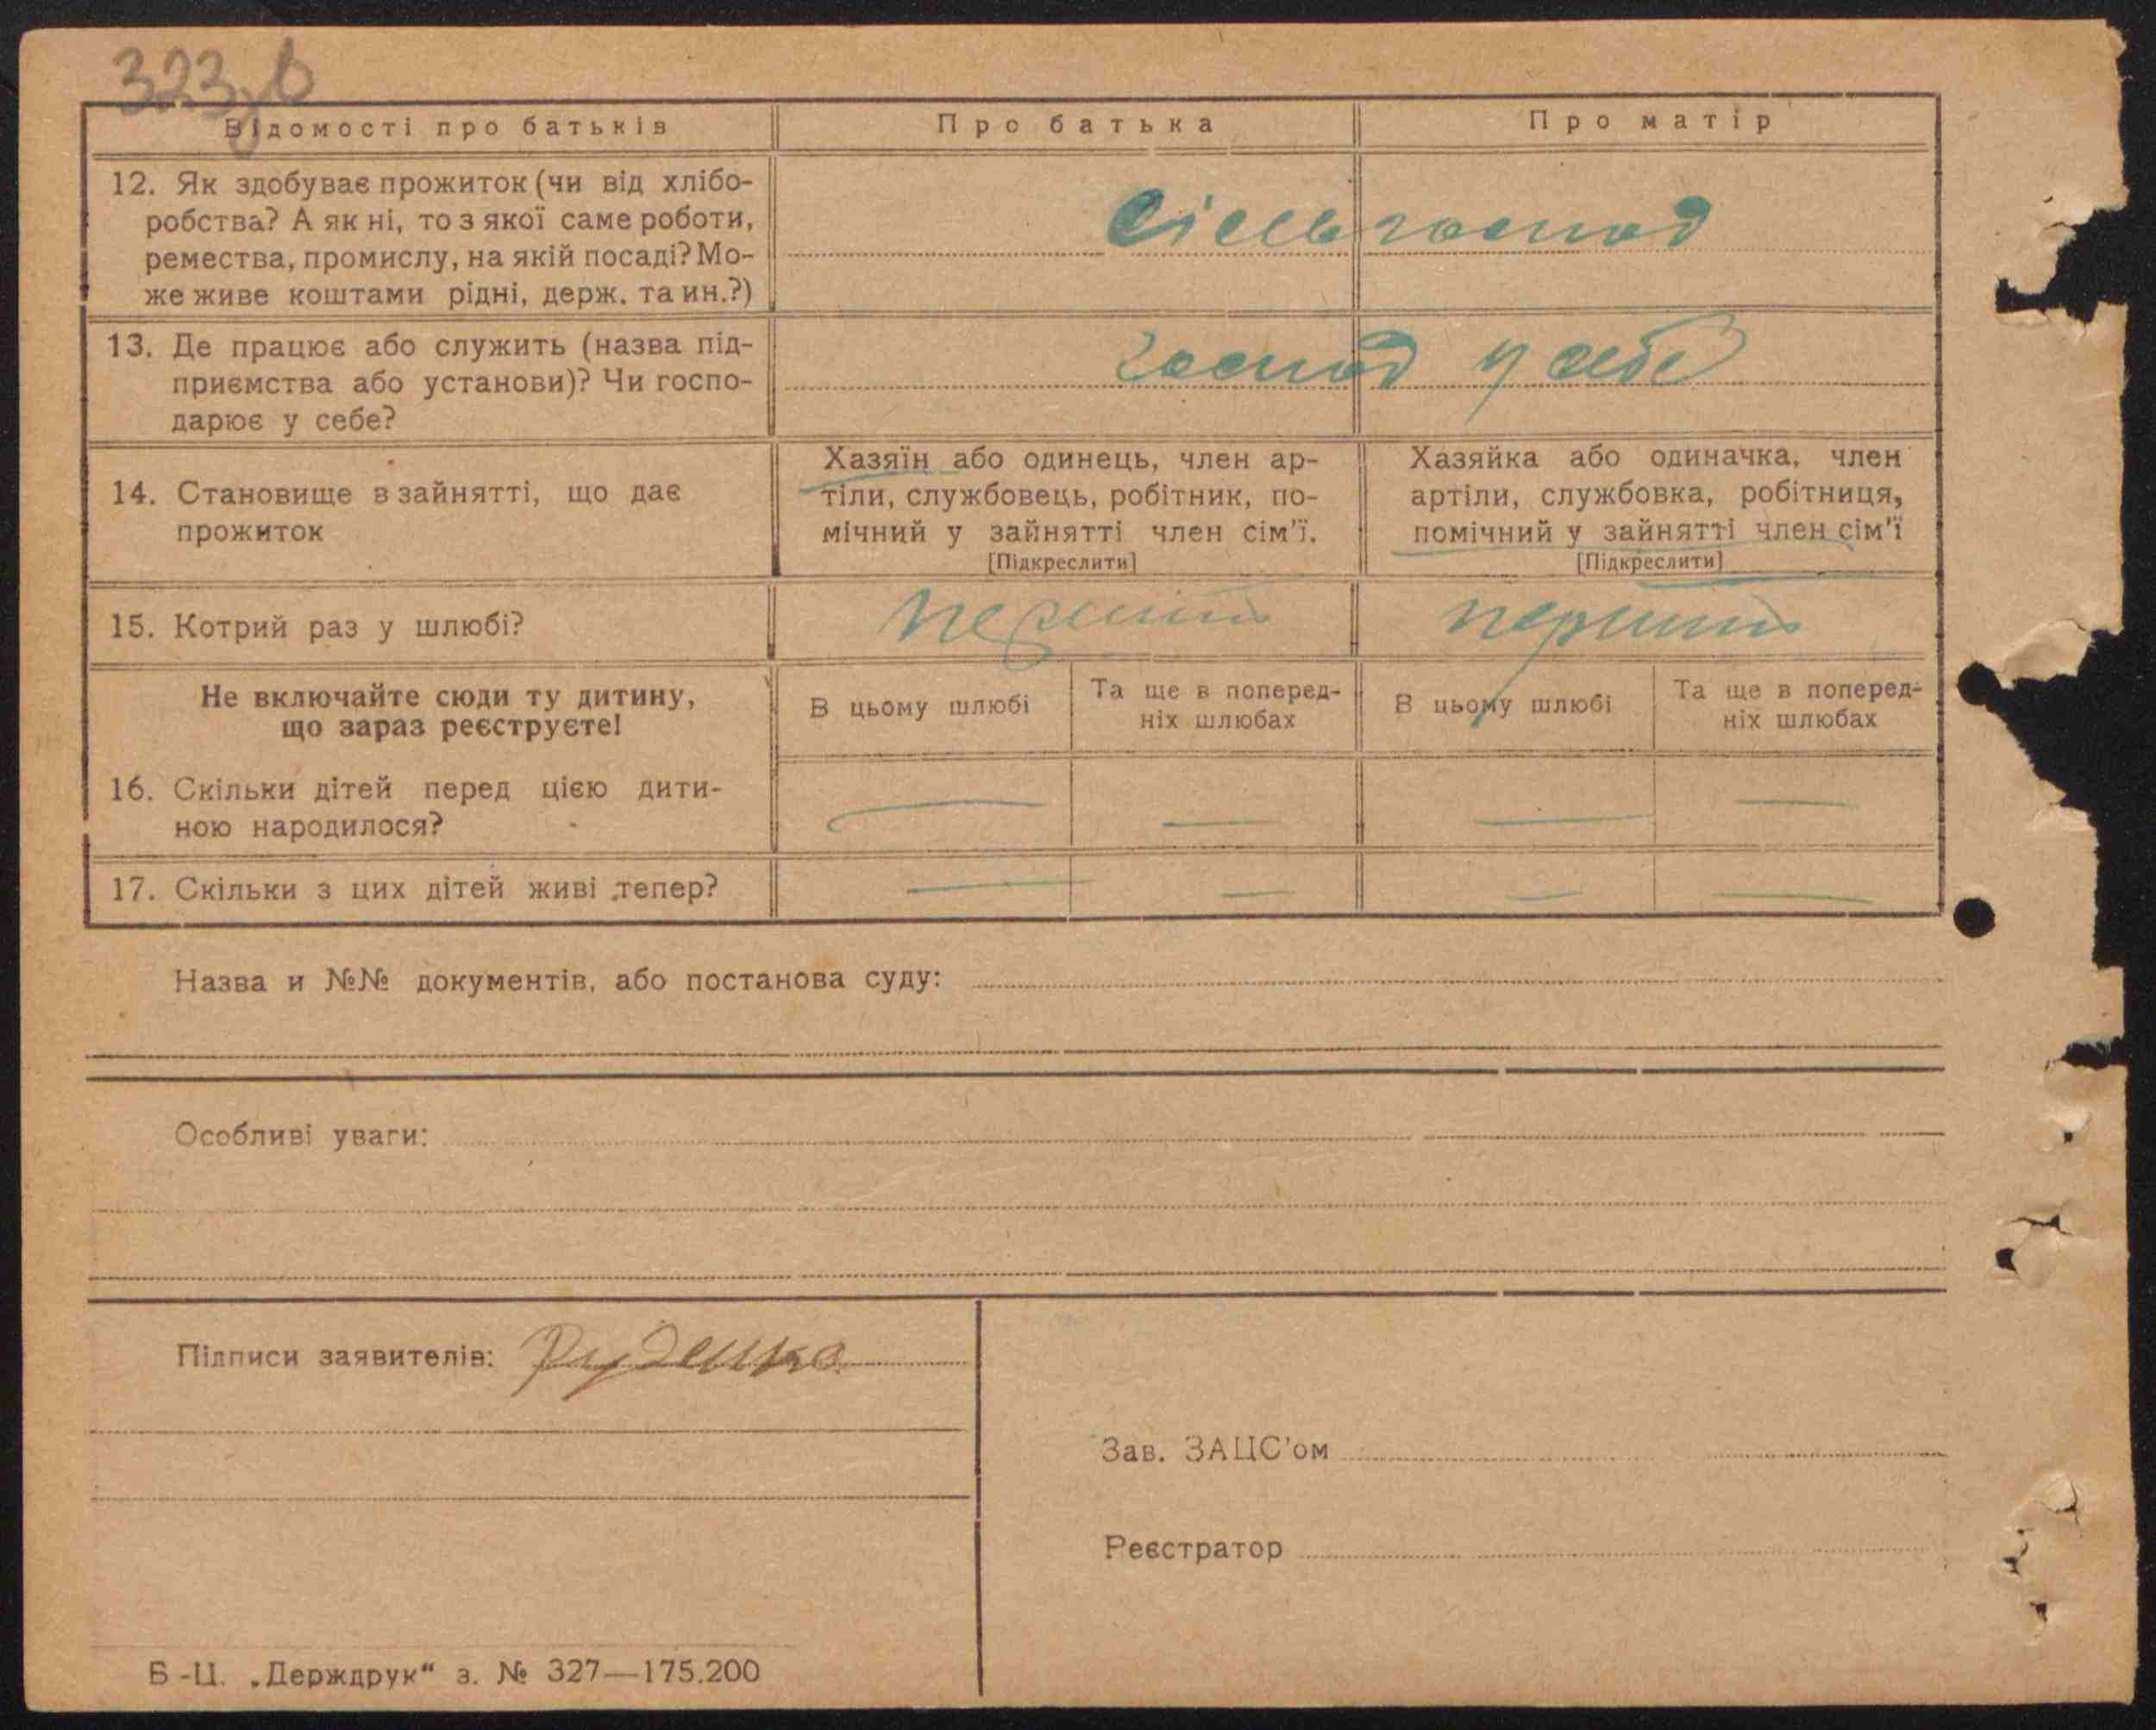 323
Відомості про батьків
Про батька
Про матір
12. Як здобуває прожиток (чи від хлібо-
робства? А як ні, то з якої саме роботи,
ремества, промислу, на якій посаді? Мо-
же живе коштами рідні, держ. та ин.?)
Сільгоспод
13. Де працює або служить (назва під-
приємства або установи)? Чи госпо-
дарює у себе?
господ у себе
14. Становище в зайнятті, що дає
прожиток
Хазяїн або одинець, член ар-
тіли, службовець, робітник, по-
мічний у зайнятті член сім'ї.
[Підкреслити]
Хазяйка або одиначка, член
артіли, службовка, робітниця,
помічний у зайнятті член сім'ї
[Підкреслити]
15. Котрий раз у шлюбі?
перший
перший
Не включайте сюди ту дитину,
що зараз реєструєте!
В цьому шлюбі
Та ще в поперед-
ніх шлюбах
В цьому шлюбі
Та ще в поперед-
ніх шлюбах
16. Скільки дітей перед цією дити-
ною народилося?
— — — —
17. Скільки з цих дітей живі тепер?
— — — —
Назва и №№ документів, або постанова суду:
Особливі уваги:
Підписи заявителів: Руденко
Зав. ЗАЦС'ом
Реєстратор
Б-Ц. „Держдрук“ з. № 327—175.200